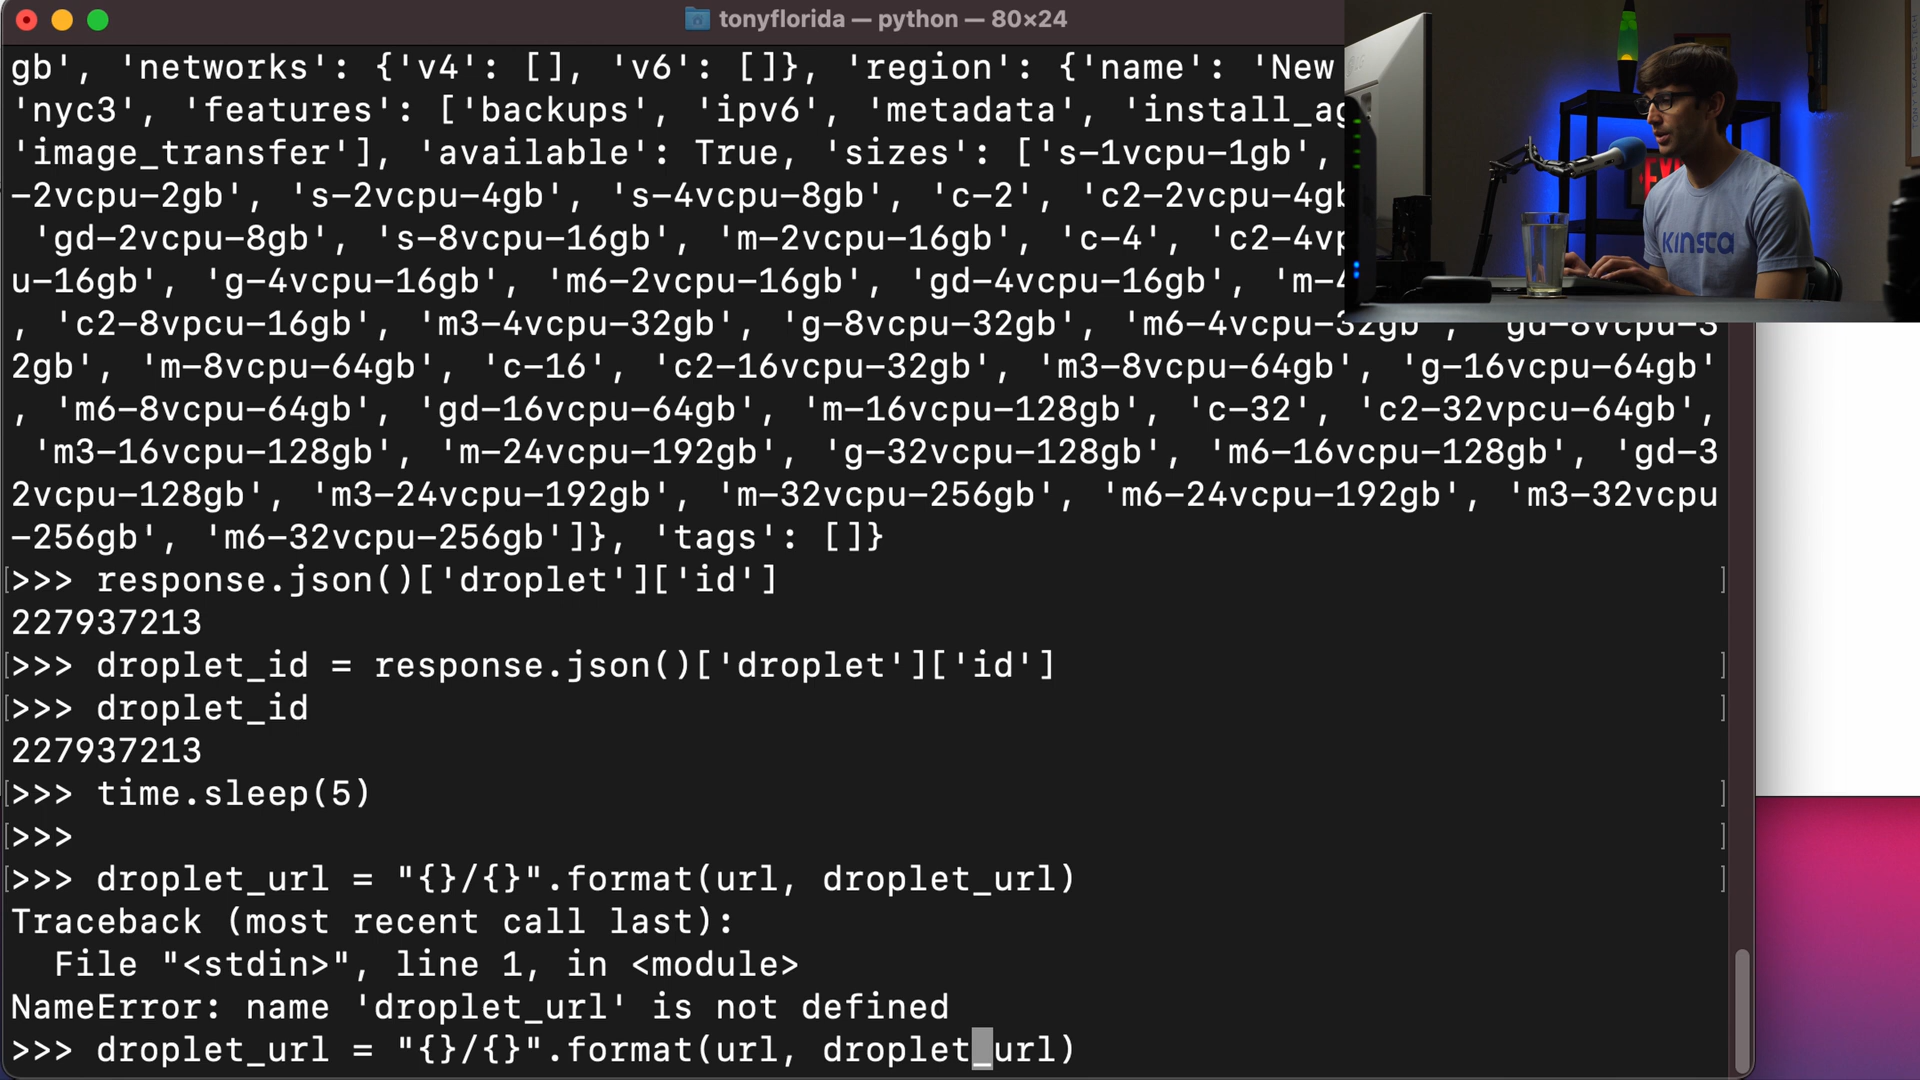 tonyflorida — python — 80×24
gb', 'networks': {'v4': [], 'v6': []}, 'region': {'name': 'New
'nyc3', 'features': ['backups', 'ipv6', 'metadata', 'install_ag
'image_transfer'], 'available': True, 'sizes': ['s-1vcpu-1gb',
-2vcpu-2gb', 's-2vcpu-4gb', 's-4vcpu-8gb', 'c-2', 'c2-2vcpu-4gb
'gd-2vcpu-8gb', 's-8vcpu-16gb', 'm-2vcpu-16gb', 'c-4', 'c2-4vp
u-16gb', 'g-4vcpu-16gb', 'm6-2vcpu-16gb', 'gd-4vcpu-16gb', 'm-4
, 'c2-8vpcu-16gb', 'm3-4vcpu-32gb', 'g-8vcpu-32gb', 'm6-4vcpu-32gb', 'gd-8vcpu-3
2gb', 'm-8vcpu-64gb', 'c-16', 'c2-16vcpu-32gb', 'm3-8vcpu-64gb', 'g-16vcpu-64gb'
, 'm6-8vcpu-64gb', 'gd-16vcpu-64gb', 'm-16vcpu-128gb', 'c-32', 'c2-32vpcu-64gb',
'm3-16vcpu-128gb', 'm-24vcpu-192gb', 'g-32vcpu-128gb', 'm6-16vcpu-128gb', 'gd-3
2vcpu-128gb', 'm3-24vcpu-192gb', 'm-32vcpu-256gb', 'm6-24vcpu-192gb', 'm3-32vcpu
-256gb', 'm6-32vcpu-256gb']}, 'tags': []}
[>>> response.json()['droplet']['id'] ]
227937213
[>>> droplet_id = response.json()['droplet']['id'] ]
[>>> droplet_id ]
227937213
[>>> time.sleep(5) ]
[>>> ]
[>>> droplet_url = "{}/{}".format(url, droplet_url) ]
Traceback (most recent call last):
File "<stdin>", line 1, in <module>
NameError: name 'droplet_url' is not defined
>>> droplet_url = "{}/{}".format(url, droplet_url)
KINSTA